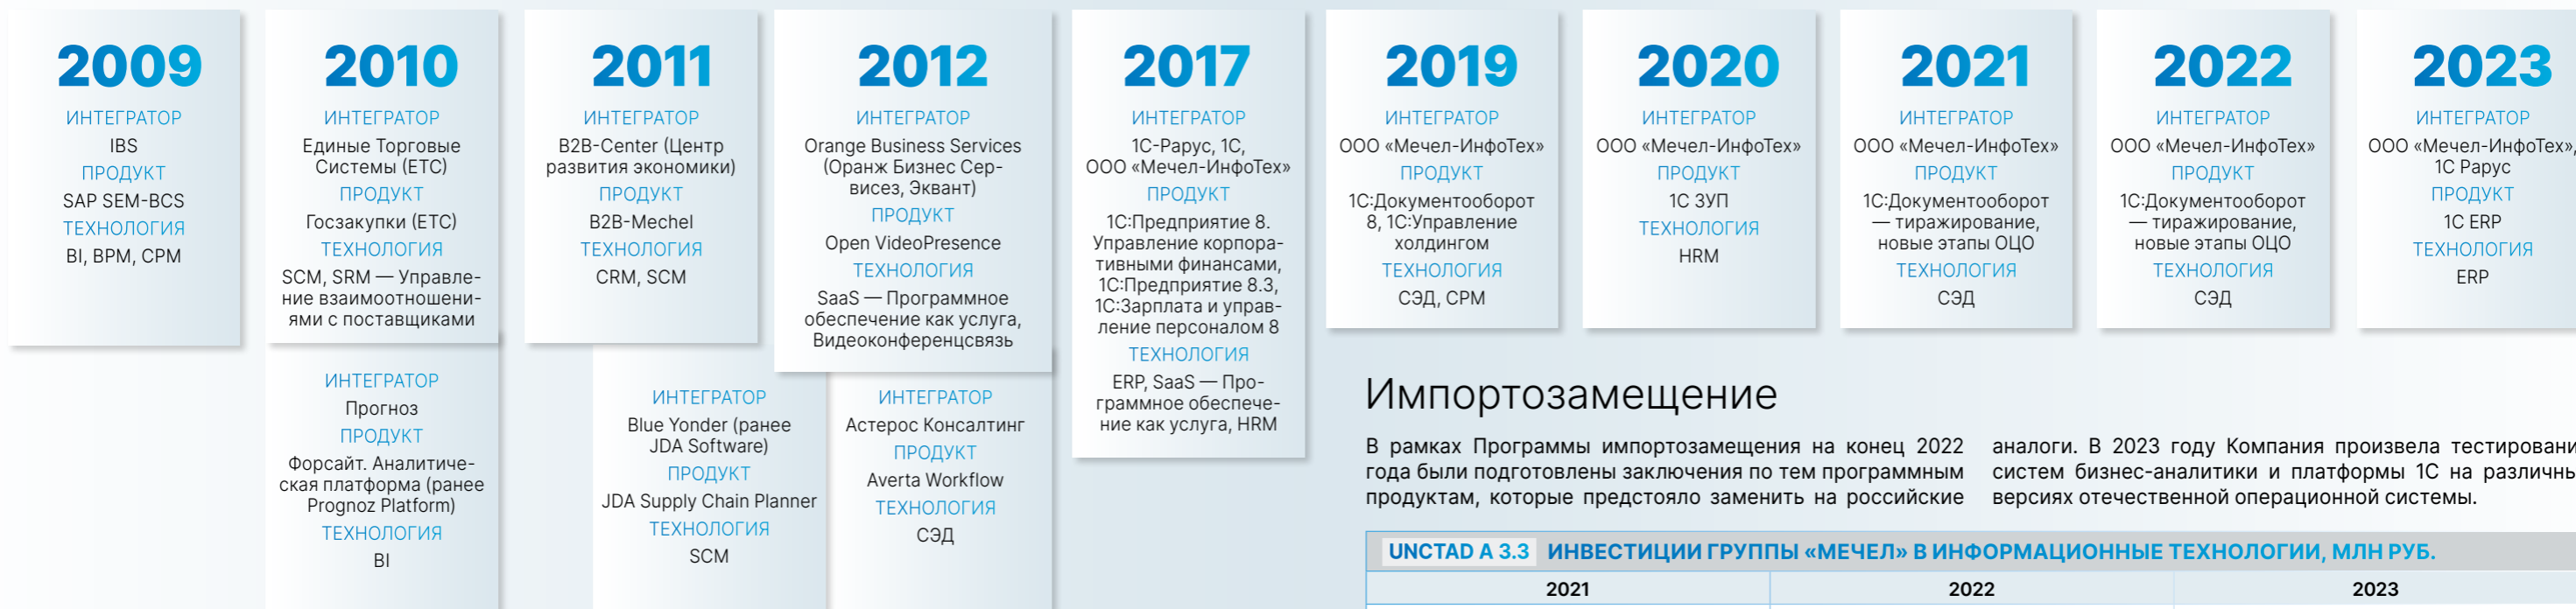 2009
ИНТЕГРАТОР
IBS
ПРОДУКТ
SAP SEM-BCS
ТЕХНОЛОГИЯ
BI, BPM, CPM
2010
ИНТЕГРАТОР
Единые Торговые
Системы (ЕТС)
ПРОДУКТ
Госзакупки (ЕТС)
ТЕХНОЛОГИЯ
SCM, SRM — Управле-
ние взаимоотношени-
ями с поставщиками
ИНТЕГРАТОР
Прогноз
ПРОДУКТ
Форсайт. Аналитиче-
ская платформа (ранее
Prognoz Platform)
ТЕХНОЛОГИЯ
BI
2011
ИНТЕГРАТОР
B2B-Center (Центр
развития экономики)
ПРОДУКТ
B2B-Mechel
ТЕХНОЛОГИЯ
CRM, SCM
ИНТЕГРАТОР
Blue Yonder (ранее
JDA Software)
ПРОДУКТ
JDA Supply Chain Planner
ТЕХНОЛОГИЯ
SCM
2012
ИНТЕГРАТОР
Orange Business Services
(Оранж Бизнес Сер-
висез, Эквант)
ПРОДУКТ
Open VideoPresence
ТЕХНОЛОГИЯ
SaaS — Программное
обеспечение как услуга,
Видеоконференцсвязь
ИНТЕГРАТОР
Астерос Консалтинг
ПРОДУКТ
Averta Workflow
ТЕХНОЛОГИЯ
СЭД
2017
ИНТЕГРАТОР
1С-Рарус, 1С,
ООО «Мечел-ИнфоТех»
ПРОДУКТ
1С:Предприятие 8.
Управление корпора-
тивными финансами,
1С:Предприятие 8.3,
1С:Зарплата и управ-
ление персоналом 8
ТЕХНОЛОГИЯ
ERP, SaaS — Про-
граммное обеспече-
ние как услуга, HRM
2019
ИНТЕГРАТОР
ООО «Мечел-ИнфоТех»
ПРОДУКТ
1С:Документооборот
8, 1С:Управление
холдингом
ТЕХНОЛОГИЯ
СЭД, CPM
2020
ИНТЕГРАТОР
ООО «Мечел-ИнфоТех»
ПРОДУКТ
1С ЗУП
ТЕХНОЛОГИЯ
HRM
2021
ИНТЕГРАТОР
ООО «Мечел-ИнфоТех»
ПРОДУКТ
1С:Документооборот
— тиражирование,
новые этапы ОЦО
ТЕХНОЛОГИЯ
СЭД
2022
ИНТЕГРАТОР
ООО «Мечел-ИнфоТех»
ПРОДУКТ
1С:Документооборот
— тиражирование,
новые этапы ОЦО
ТЕХНОЛОГИЯ
СЭД
2023
ИНТЕГРАТОР
ООО «Мечел-ИнфоТех»,
1С Рарус
ПРОДУКТ
1С ERP
ТЕХНОЛОГИЯ
ERP
Импортозамещение
В рамках Программы импортозамещения на конец 2022
года были подготовлены заключения по тем программным
продуктам, которые предстояло заменить на российские
аналоги. В 2023 году Компания произвела тестировани
систем бизнес-аналитики и платформы 1С на различны
версиях отечественной операционной системы.
UNCTAD A 3.3 ИНВЕСТИЦИИ ГРУППЫ «МЕЧЕЛ» В ИНФОРМАЦИОННЫЕ ТЕХНОЛОГИИ, МЛН РУБ.
2021 2022 2023